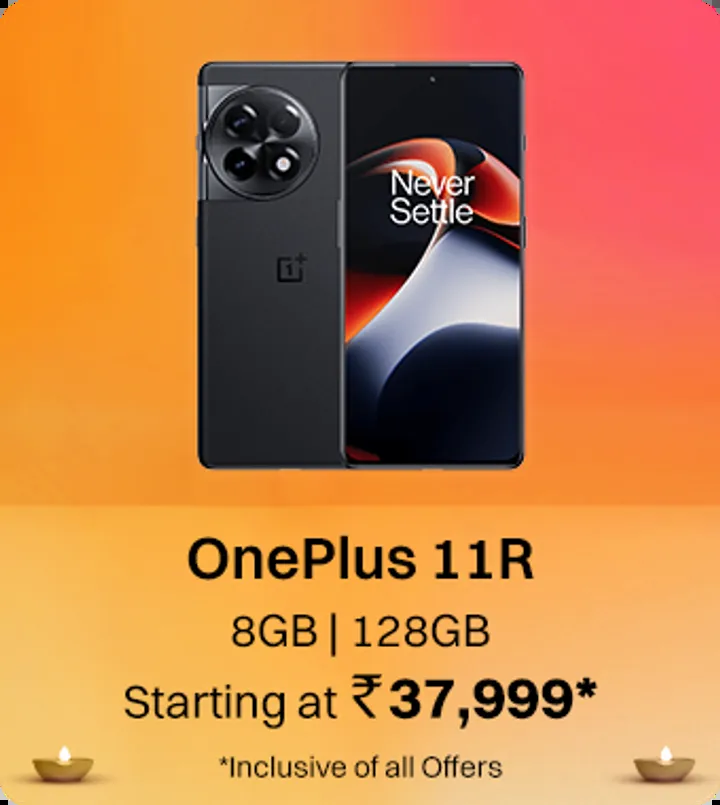 Never
Settle
OnePlus 11R
8GB | 128GB
Starting at ₹37,999*
*Inclusive of all Offers